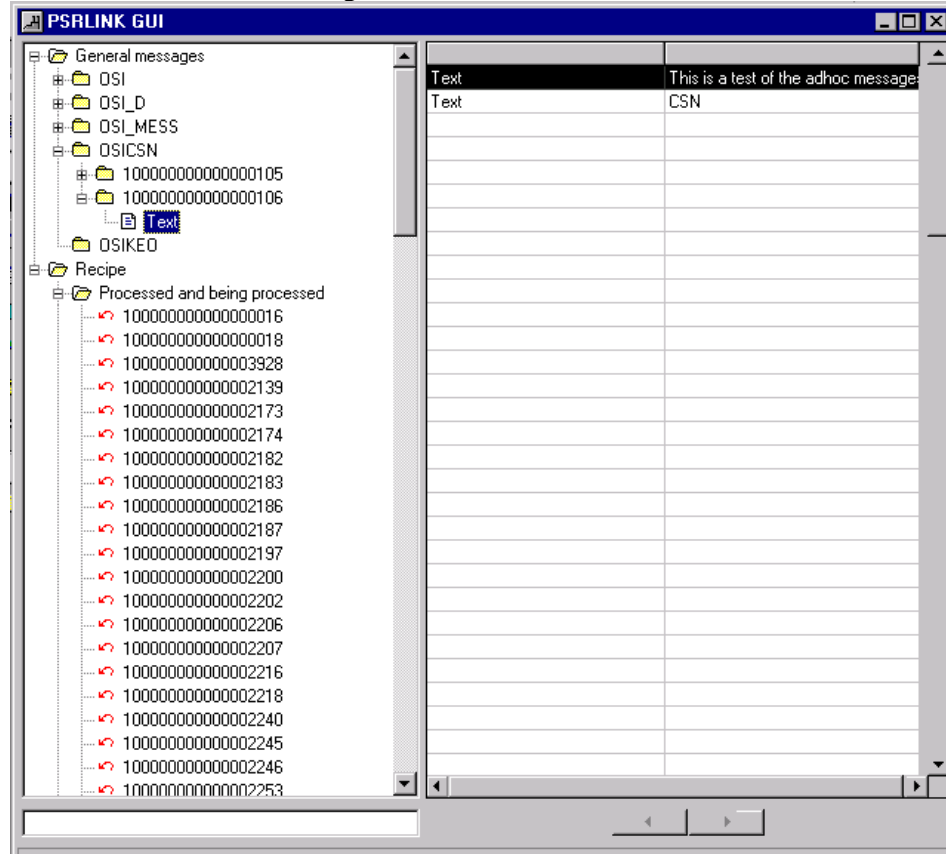 PSRLINK GUI
General messages
OSI
OSI_D
OSI_MESS
OSICSN
100000000000000105
100000000000000106
Text
OSIKEO
Recipe
Processed and being processed
100000000000000016
100000000000000018
100000000000003928
100000000000002139
100000000000002173
100000000000002174
100000000000002182
100000000000002183
100000000000002186
100000000000002187
100000000000002197
100000000000002200
100000000000002202
100000000000002206
100000000000002207
100000000000002216
100000000000002218
100000000000002240
100000000000002245
100000000000002246
100000000000002253
Text This is a test of the adhoc message
Text CSN